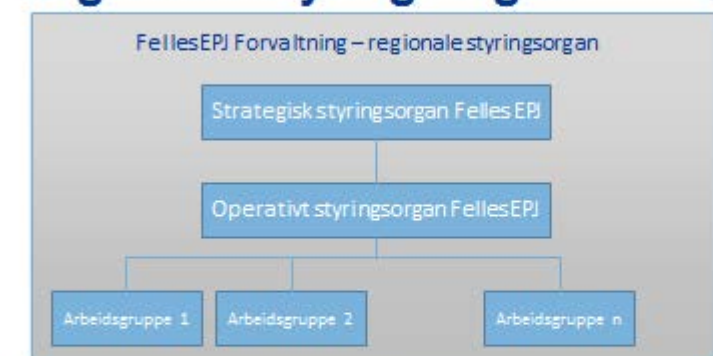 FellesEPJ Forvaltning – regionale styringsorgan
Strategisk styringsorgan Felles EPJ
Operativt styringsorgan FellesEPJ
Arbeidsgruppe 1
Arbeidsgruppe 2
Arbeidsgruppe n